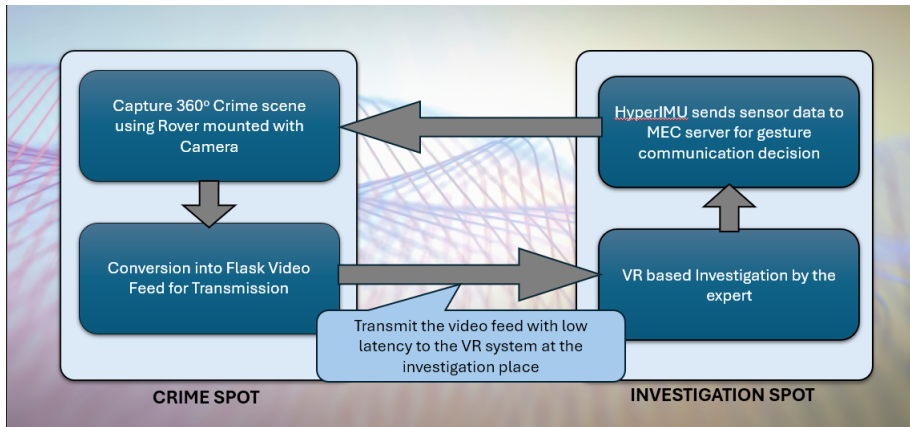 Capture 360º Crime scene
using Rover mounted with
Camera
Conversion into Flask Video
Feed for Transmission
CRIME SPOT
Transmit the video feed with low
latency to the VR system at the
investigation place
HyperIMU sends sensor data to
MEC server for gesture
communication decision
VR based Investigation by the
expert
INVESTIGATION SPOT